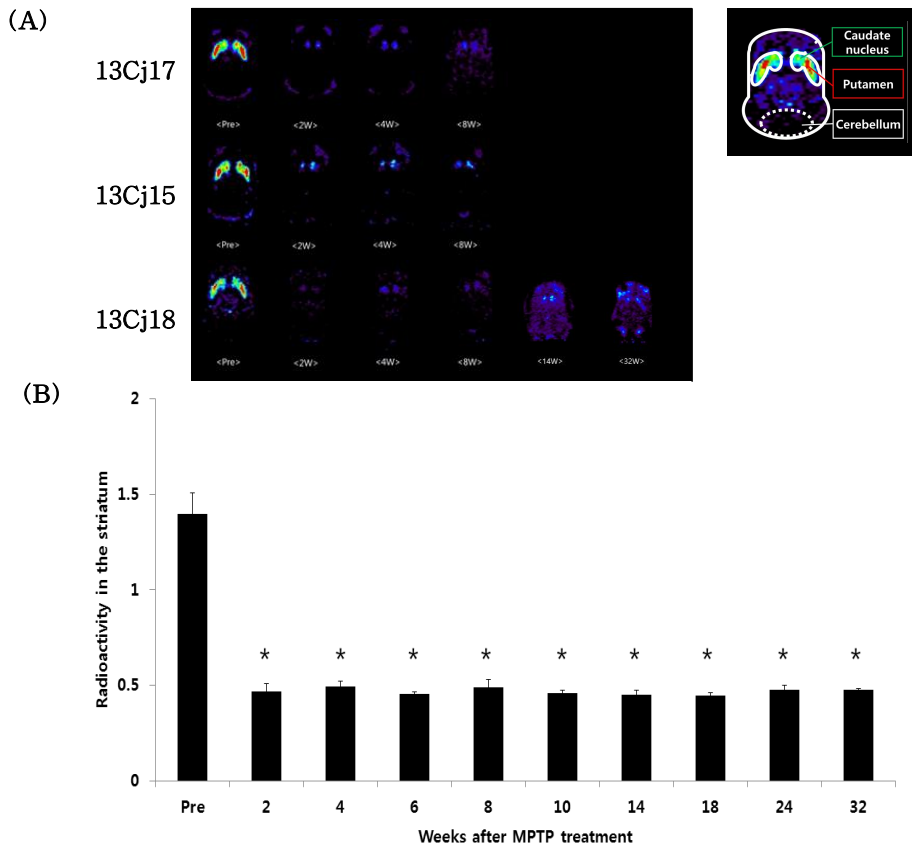 (A)
13Cj17
<Pre> <2W> <4W> <8W>
13Cj15
<Pre> <2W> <4W> <8W>
13Cj18
<Pre> <2W> <4W> <8W> <14W> <32W>
Caudate
nucleus
Putamen
Cerebellum
(B)
Radioactivity in the striatum
2
1.5
1
0.5
0
* * * * * * * * *
Pre 2 4 6 8 10 14 18 24 32
Weeks after MPTP treatment